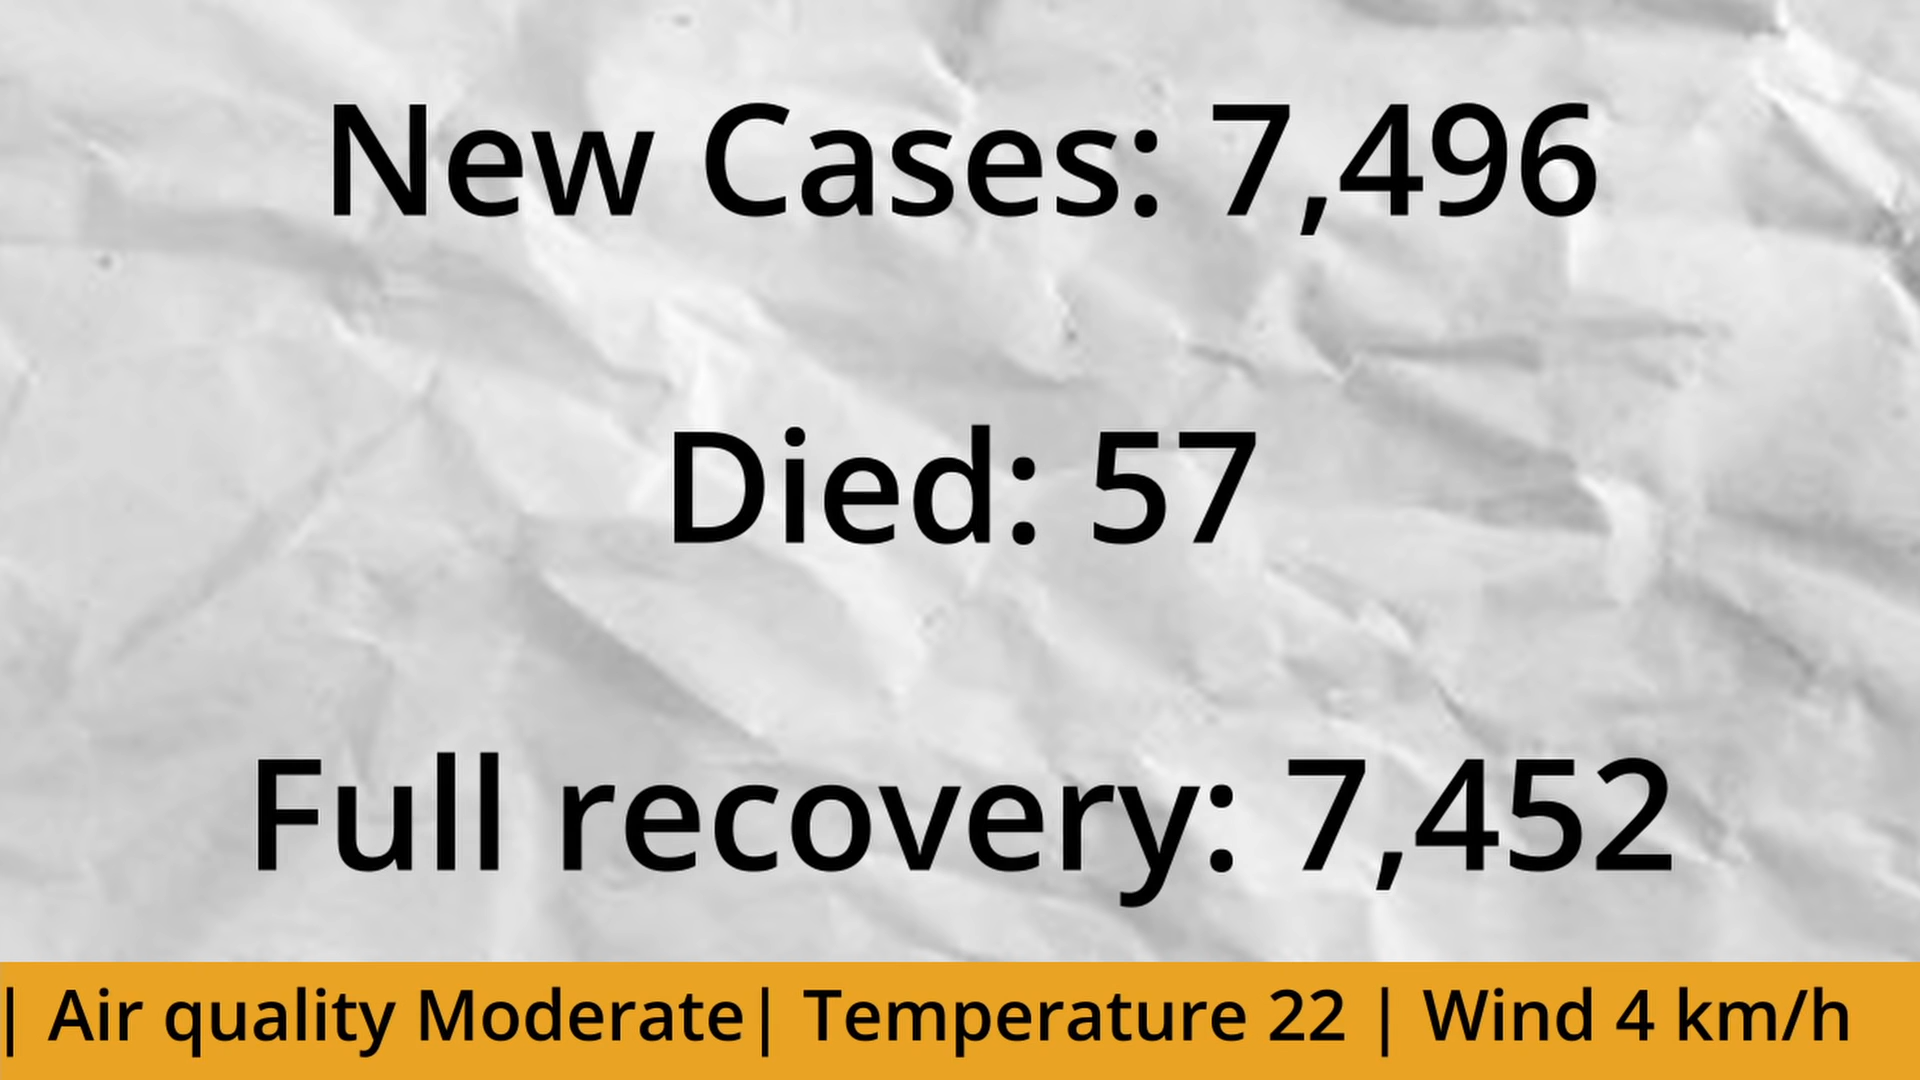 New Cases: 7,496
Died: 57
Full recovery: 7,452
| Air quality Moderate| Temperature 22 | Wind 4 km/h